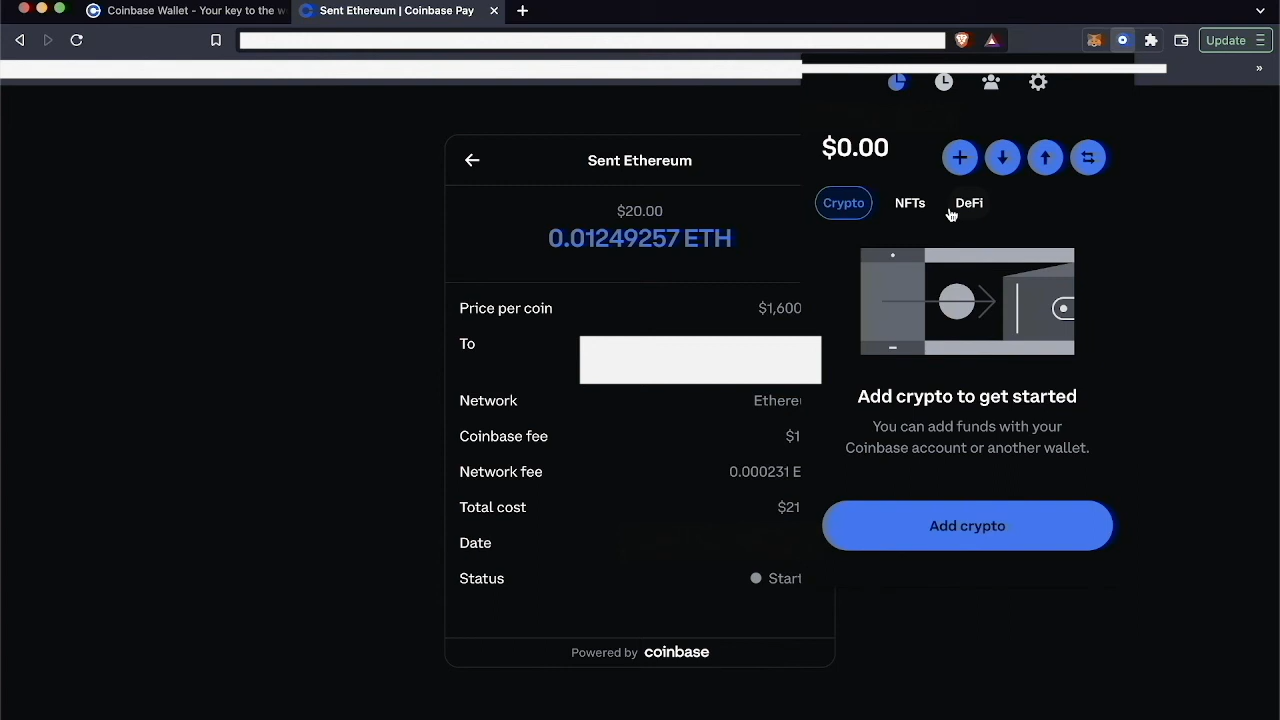 Coinbase Wallet - Your key to the w
Sent Ethereum | Coinbase Pay
Update
Sent Ethereum
$20.00
0.01249257 ETH
Price per coin
$1,600
To
Network
Ethere
Coinbase fee
$1
Network fee
0.000231 E
Total cost
$21
Date
Status
Start
Powered by coinbase
$0.00
Crypto
NFTs
DeFi
Add crypto to get started
You can add funds with your
Coinbase account or another wallet.
Add crypto